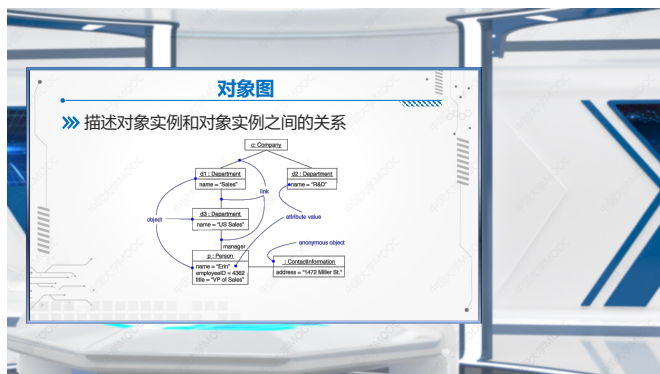 对象图
描述对象实例和对象实例之间的关系
c: Company
d1 : Department
name = "Sales"
d2 : Department
name = "R&D"
link
object
d3 : Department
name = "US Sales"
attribute value
manager
anonymous object
p : Person
name = "Erin"
employeeID = 4362
title = "VP of Sales"
: ContactInformation
address = "1472 Miller St."